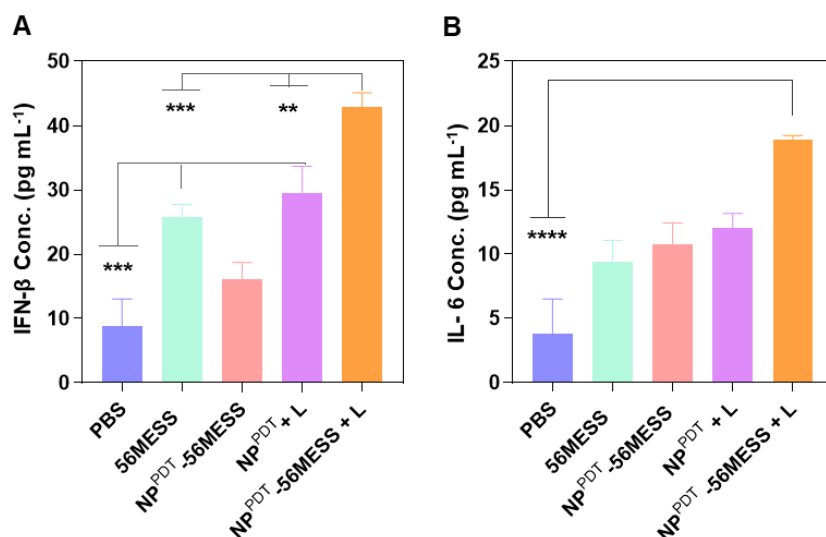 A
IFN-β Conc. (pg mL⁻¹)
50
40
30
20
10
0
***
**
***
PBS
56MESS
NPᴾᴰᵀ-56MESS
NPᴾᴰᵀ + L
NPᴾᴰᵀ-56MESS + L
B
IL- 6 Conc. (pg mL⁻¹)
25
20
15
10
5
0
****
PBS
56MESS
NPᴾᴰᵀ-56MESS
NPᴾᴰᵀ + L
NPᴾᴰᵀ-56MESS + L